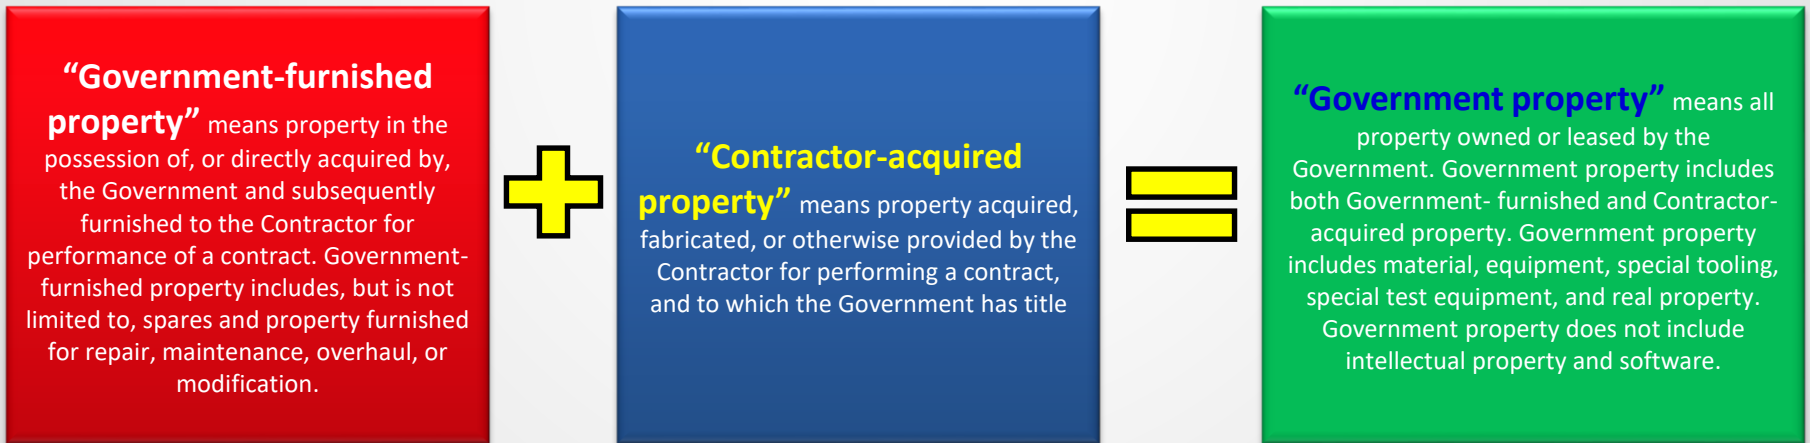 “Government-furnished
property” means property in the
possession of, or directly acquired by,
the Government and subsequently
furnished to the Contractor for
performance of a contract. Government-
furnished property includes, but is not
limited to, spares and property furnished
for repair, maintenance, overhaul, or
modification.
“Contractor-acquired
property” means property acquired,
fabricated, or otherwise provided by the
Contractor for performing a contract,
and to which the Government has title
“Government property” means all
property owned or leased by the
Government. Government property includes
both Government- furnished and Contractor-
acquired property. Government property
includes material, equipment, special tooling,
special test equipment, and real property.
Government property does not include
intellectual property and software.